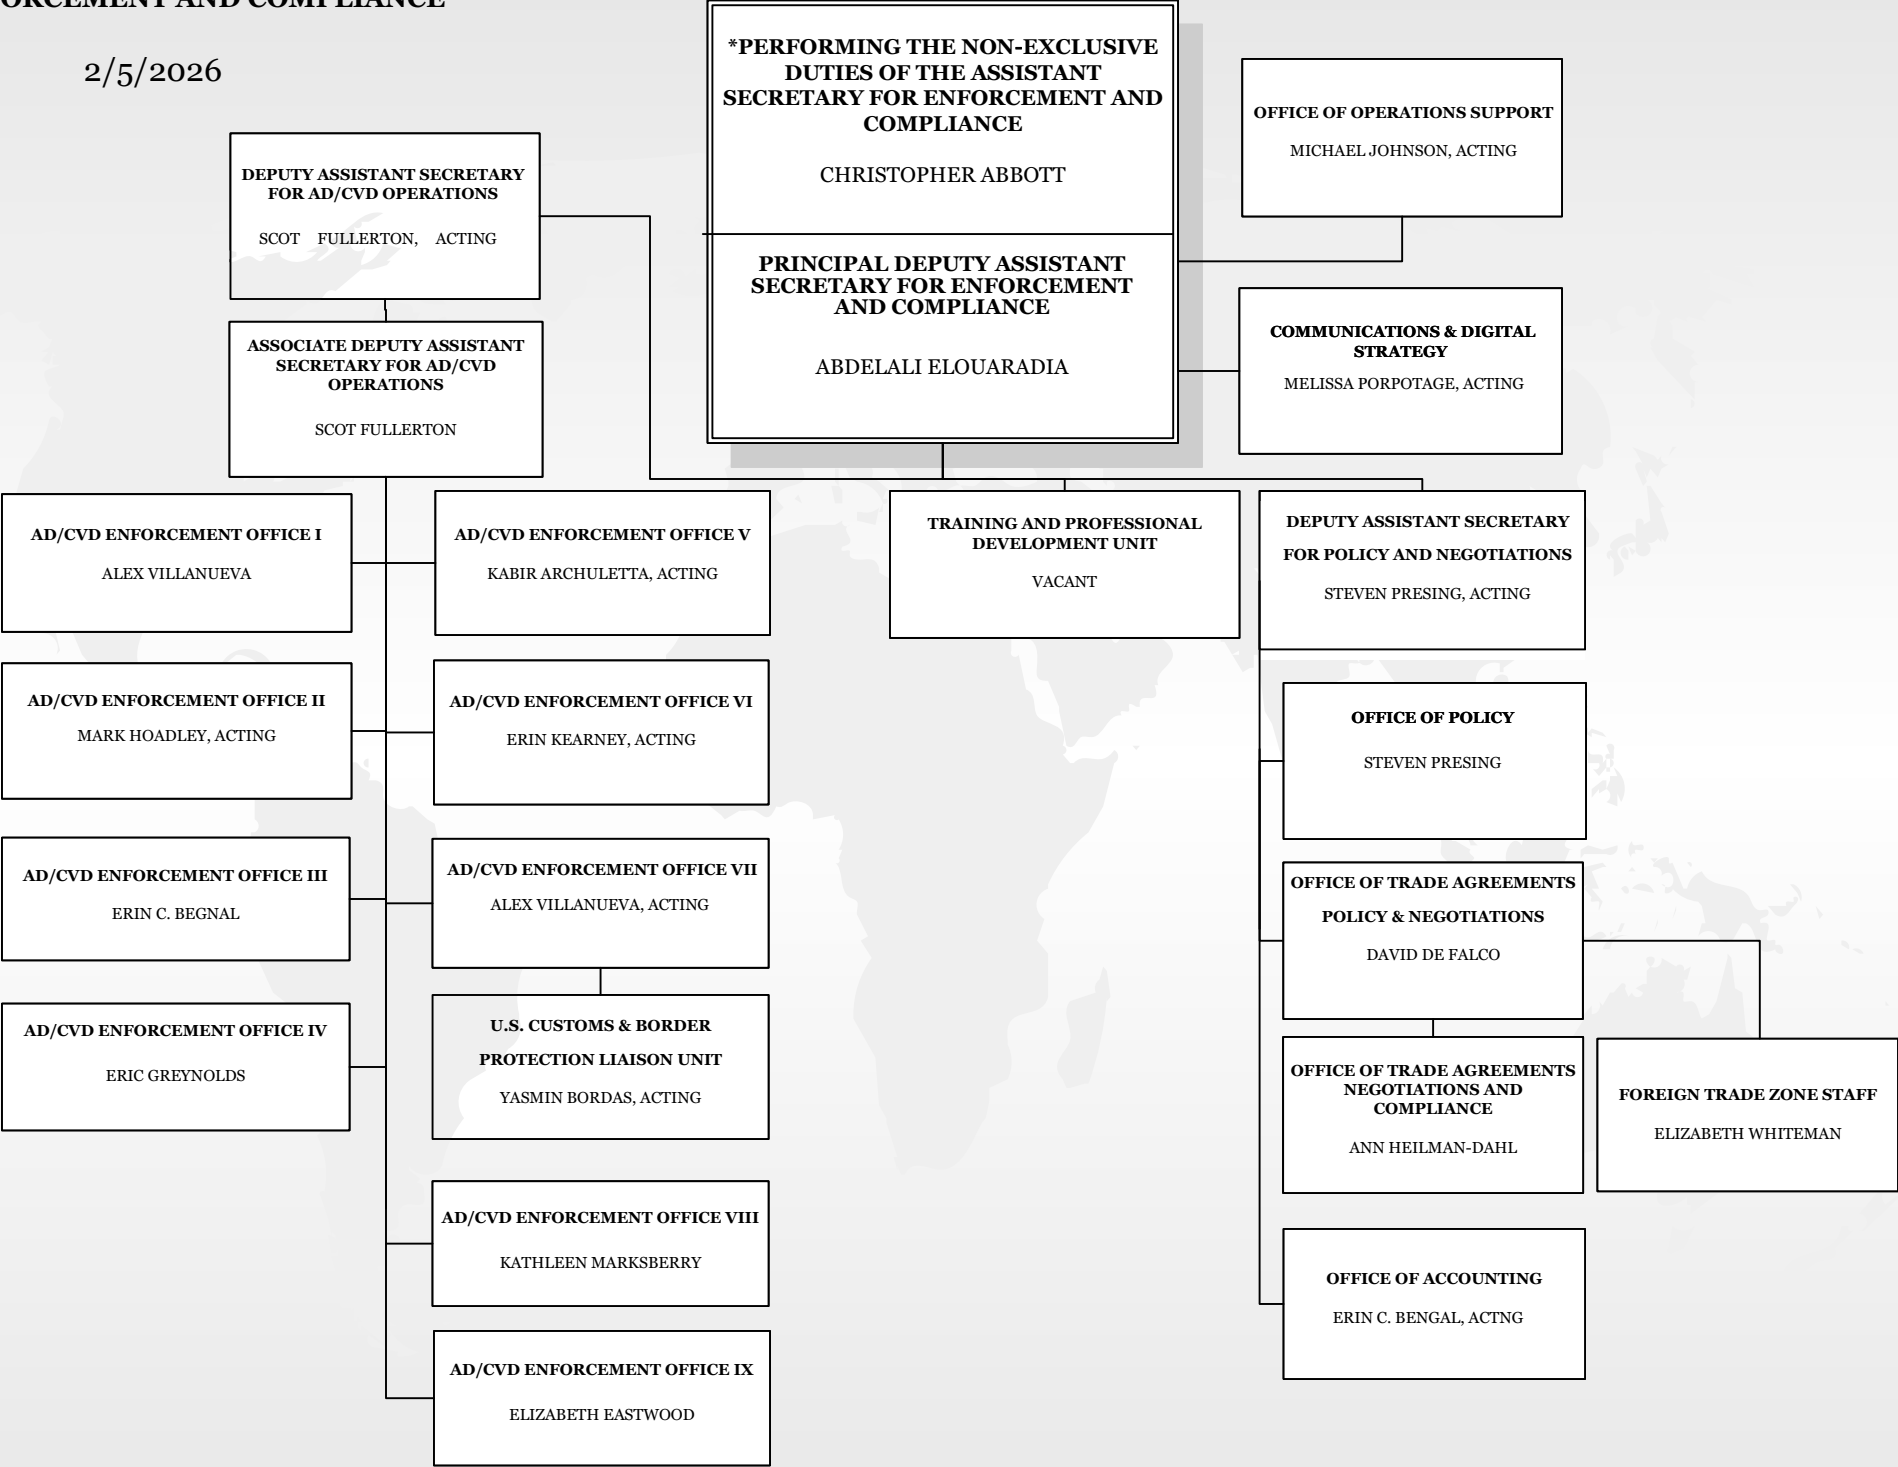 ORCEMENT AND COMPLIANCE
2/5/2026
*PERFORMING THE NON-EXCLUSIVE
DUTIES OF THE ASSISTANT
SECRETARY FOR ENFORCEMENT AND
COMPLIANCE
CHRISTOPHER ABBOTT
PRINCIPAL DEPUTY ASSISTANT
SECRETARY FOR ENFORCEMENT
AND COMPLIANCE
ABDELALI ELOUARADIA
OFFICE OF OPERATIONS SUPPORT
MICHAEL JOHNSON, ACTING
COMMUNICATIONS & DIGITAL
STRATEGY
MELISSA PORPOTAGE, ACTING
DEPUTY ASSISTANT SECRETARY
FOR AD/CVD OPERATIONS
SCOT FULLERTON, ACTING
ASSOCIATE DEPUTY ASSISTANT
SECRETARY FOR AD/CVD
OPERATIONS
SCOT FULLERTON
AD/CVD ENFORCEMENT OFFICE I
ALEX VILLANUEVA
AD/CVD ENFORCEMENT OFFICE II
MARK HOADLEY, ACTING
AD/CVD ENFORCEMENT OFFICE III
ERIN C. BEGNAL
AD/CVD ENFORCEMENT OFFICE IV
ERIC GREYNOLDS
AD/CVD ENFORCEMENT OFFICE V
KABIR ARCHULETTA, ACTING
AD/CVD ENFORCEMENT OFFICE VI
ERIN KEARNEY, ACTING
AD/CVD ENFORCEMENT OFFICE VII
ALEX VILLANUEVA, ACTING
U.S. CUSTOMS & BORDER
PROTECTION LIAISON UNIT
YASMIN BORDAS, ACTING
AD/CVD ENFORCEMENT OFFICE VIII
KATHLEEN MARKSBERRY
AD/CVD ENFORCEMENT OFFICE IX
ELIZABETH EASTWOOD
TRAINING AND PROFESSIONAL
DEVELOPMENT UNIT
VACANT
DEPUTY ASSISTANT SECRETARY
FOR POLICY AND NEGOTIATIONS
STEVEN PRESING, ACTING
OFFICE OF POLICY
STEVEN PRESING
OFFICE OF TRADE AGREEMENTS
POLICY & NEGOTIATIONS
DAVID DE FALCO
OFFICE OF TRADE AGREEMENTS
NEGOTIATIONS AND
COMPLIANCE
ANN HEILMAN-DAHL
FOREIGN TRADE ZONE STAFF
ELIZABETH WHITEMAN
OFFICE OF ACCOUNTING
ERIN C. BENGAL, ACTNG